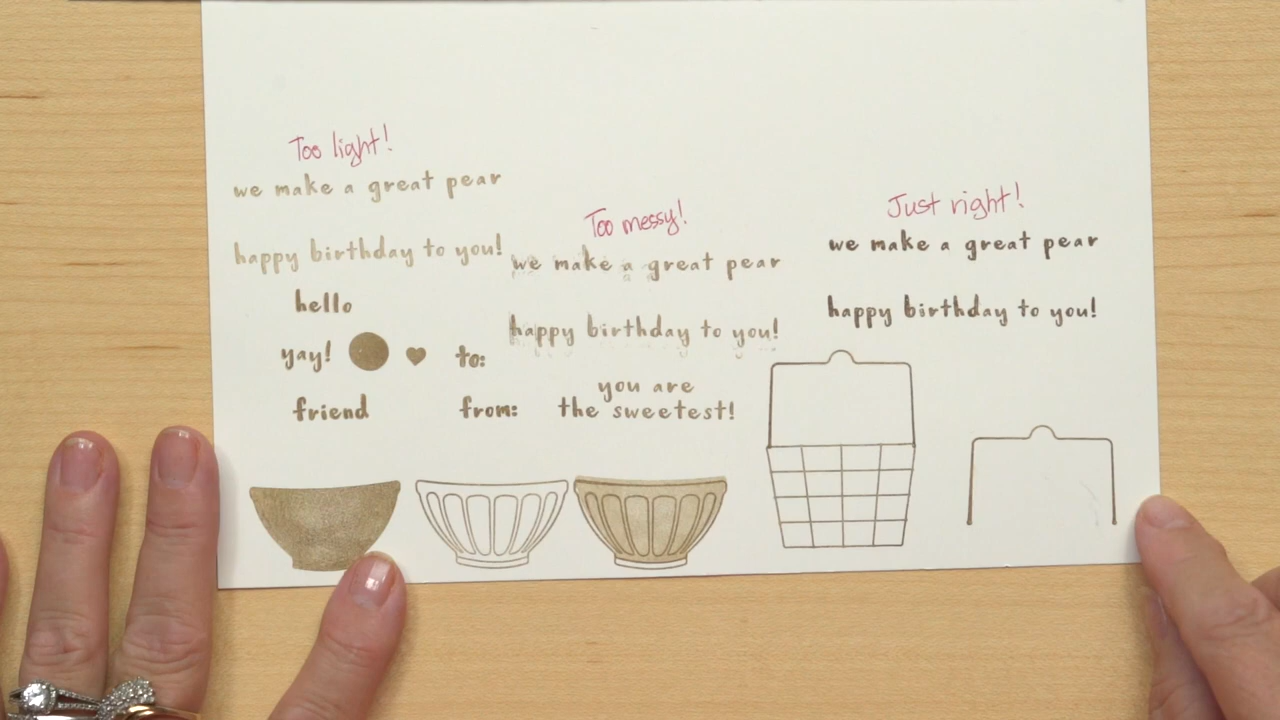 Too light!
we make a great pear
happy birthday to you!
hello
yay!
to:
friend
from:
Too messy!
we make a great pear
happy birthday to you!
you are
the sweetest!
Just right!
we make a great pear
happy birthday to you!